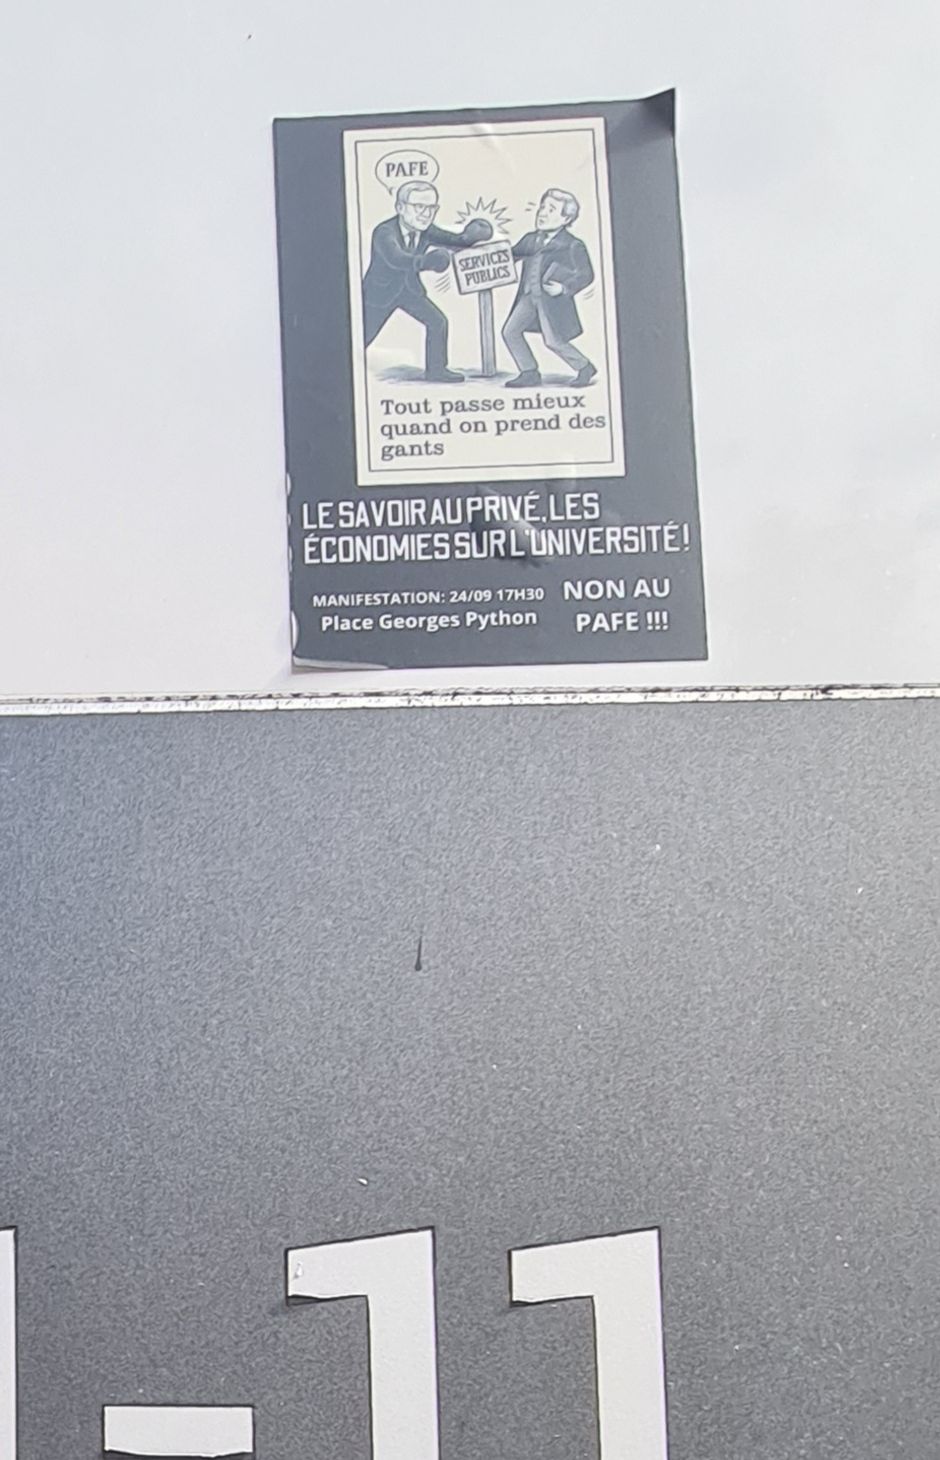 PAFE
SERVICES
PUBLICS
Tout passe mieux
quand on prend des
gants
LE SAVOIR AU PRIVÉ, LES
ÉCONOMIES SUR L'UNIVERSITÉ!
MANIFESTATION: 24/09 17H30
Place Georges Python
NON AU
PAFE !!!
-11